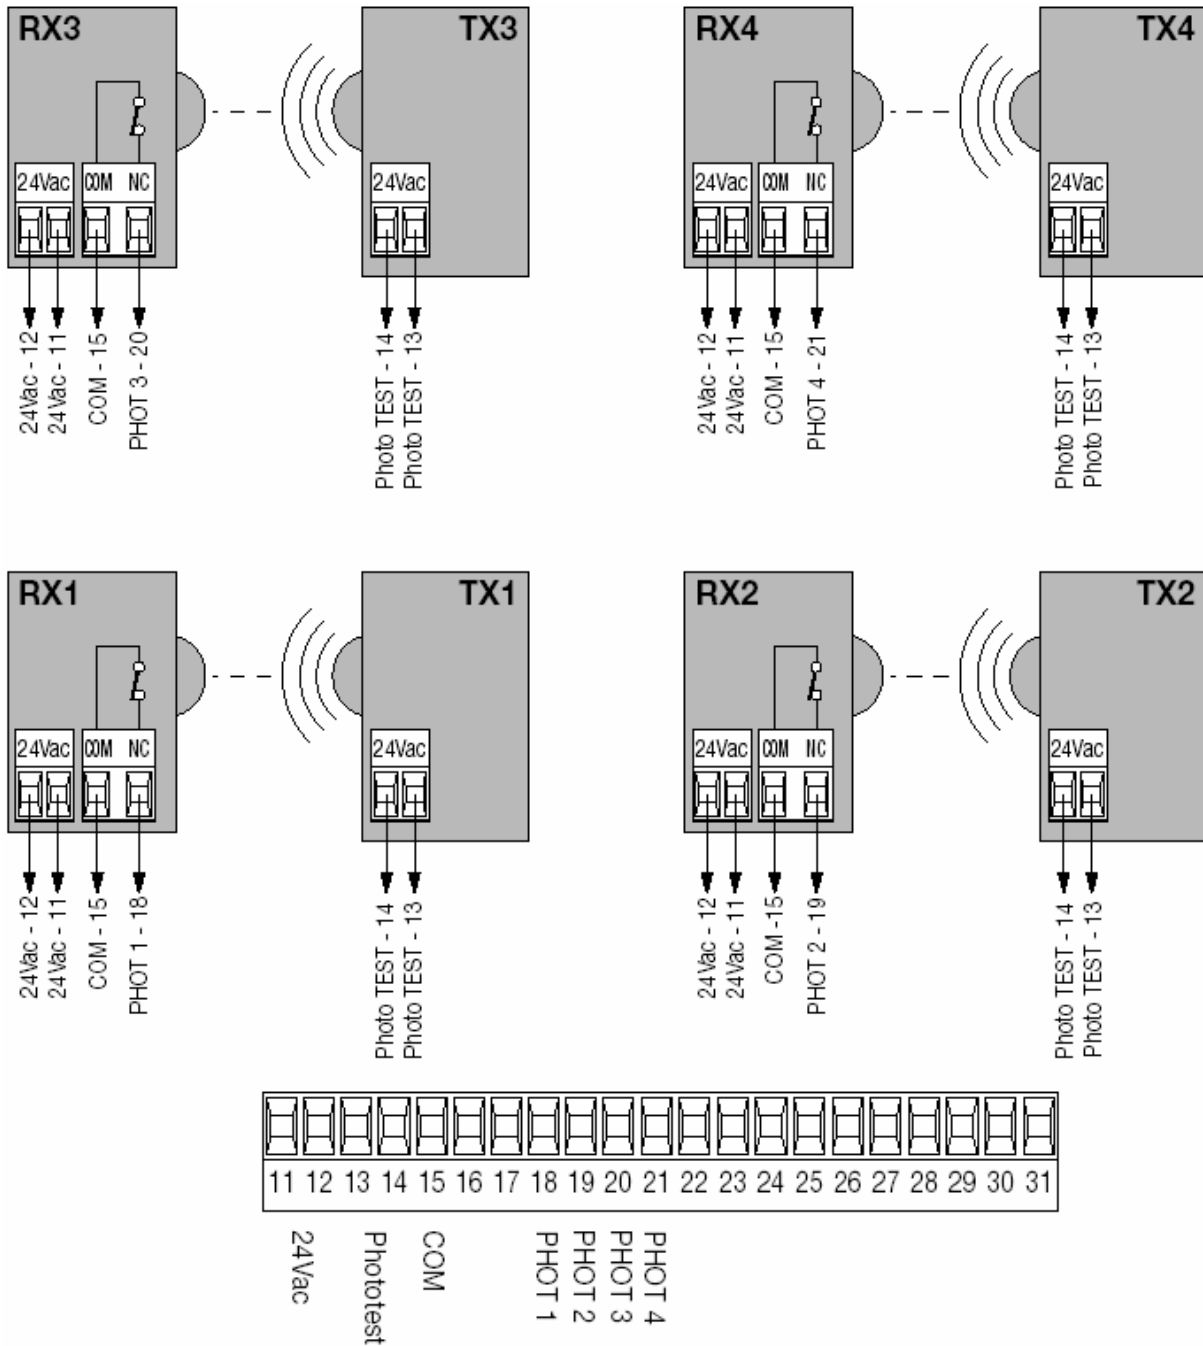 RX3
TX3
RX4
TX4
24Vac COM NC
24Vac
24Vac COM NC
24Vac
24Vac - 12
24Vac - 11
COM - 15
PHOT 3 - 20
Photo TEST - 14
Photo TEST - 13
24Vac - 12
24Vac - 11
COM - 15
PHOT 4 - 21
Photo TEST - 14
Photo TEST - 13
RX1
TX1
RX2
TX2
24Vac COM NC
24Vac
24Vac COM NC
24Vac
24Vac - 12
24Vac - 11
COM - 15
PHOT 1 - 18
Photo TEST - 14
Photo TEST - 13
24Vac - 12
24Vac - 11
COM -15
PHOT 2 - 19
Photo TEST - 14
Photo TEST - 13
11 12 13 14 15 16 17 18 19 20 21 22 23 24 25 26 27 28 29 30 31
24Vac
Phototest
COM
PHOT 1
PHOT 2
PHOT 3
PHOT 4